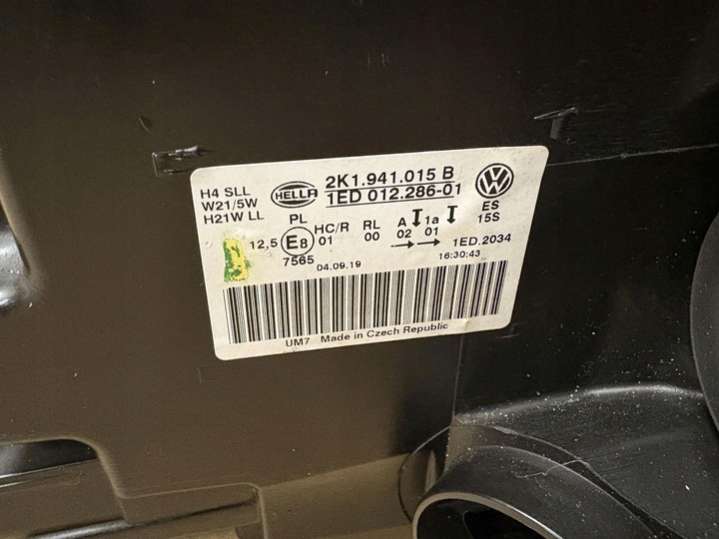 H4 SLL
W21/5W
H21W LL
HELLA
2K1.941.015 B
1ED 012.286-01
PL
HC/R RL A 1a
12,5 E8 01 00 02 01
7565
ES
15S
1ED.2034
04.09.19
16:30:43
UM7 Made in Czech Republic